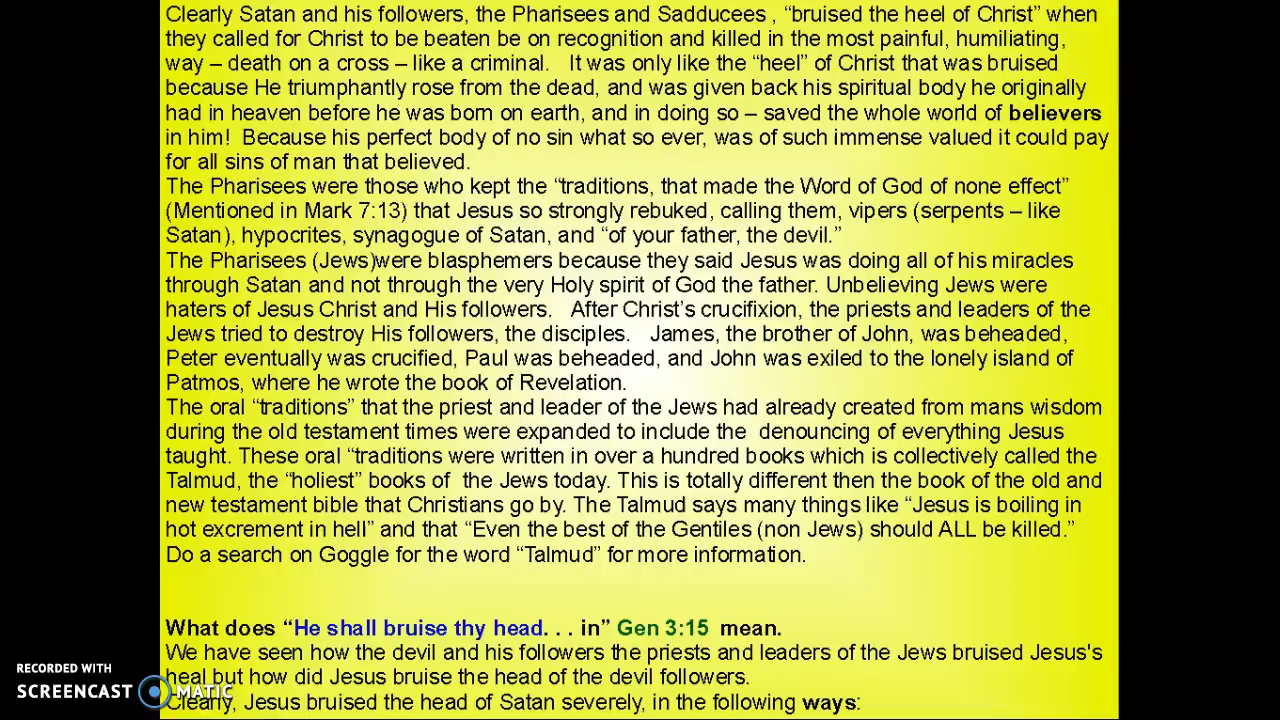 Clearly Satan and his followers, the Pharisees and Sadducees , “bruised the heel of Christ” when
they called for Christ to be beaten be on recognition and killed in the most painful, humiliating,
way – death on a cross – like a criminal.   It was only like the “heel” of Christ that was bruised
because He triumphantly rose from the dead, and was given back his spiritual body he originally
had in heaven before he was born on earth, and in doing so – saved the whole world of believers
in him!  Because his perfect body of no sin what so ever, was of such immense valued it could pay
for all sins of man that believed.
The Pharisees were those who kept the “traditions, that made the Word of God of none effect”
(Mentioned in Mark 7:13) that Jesus so strongly rebuked, calling them, vipers (serpents – like
Satan), hypocrites, synagogue of Satan, and “of your father, the devil.”
The Pharisees (Jews)were blasphemers because they said Jesus was doing all of his miracles
through Satan and not through the very Holy spirit of God the father. Unbelieving Jews were
haters of Jesus Christ and His followers.   After Christ’s crucifixion, the priests and leaders of the
Jews tried to destroy His followers, the disciples.   James, the brother of John, was beheaded,
Peter eventually was crucified, Paul was beheaded, and John was exiled to the lonely island of
Patmos, where he wrote the book of Revelation.
The oral “traditions” that the priest and leader of the Jews had already created from mans wisdom
during the old testament times were expanded to include the  denouncing of everything Jesus
taught. These oral “traditions were written in over a hundred books which is collectively called the
Talmud, the “holiest” books of  the Jews today. This is totally different then the book of the old and
new testament bible that Christians go by. The Talmud says many things like “Jesus is boiling in
hot excrement in hell” and that “Even the best of the Gentiles (non Jews) should ALL be killed.”
Do a search on Goggle for the word “Talmud” for more information.
What does “He shall bruise thy head. . . in” Gen 3:15  mean.
We have seen how the devil and his followers the priests and leaders of the Jews bruised Jesus's
heal but how did Jesus bruise the head of the devil followers.
Clearly, Jesus bruised the head of Satan severely, in the following ways:
RECORDED WITH
SCREENCAST MATIC